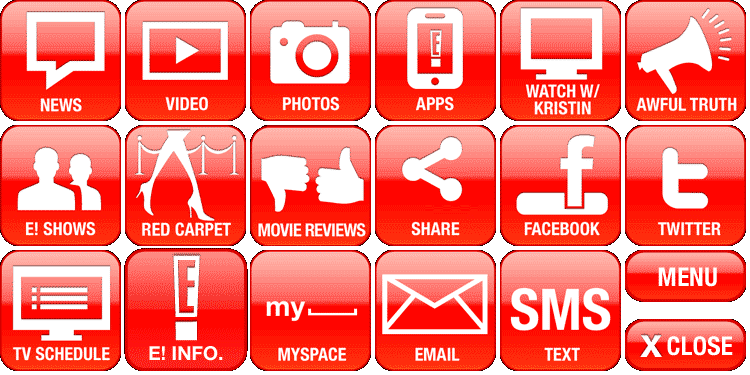 NEWS
VIDEO
PHOTOS
E!
APPS
WATCH W/
KRISTIN
AWFUL TRUTH
E! SHOWS
RED CARPET
MOVIE REVIEWS
SHARE
f
FACEBOOK
t
TWITTER
TV SCHEDULE
E!
E! INFO.
my
MYSPACE
EMAIL
SMS
TEXT
MENU
X CLOSE